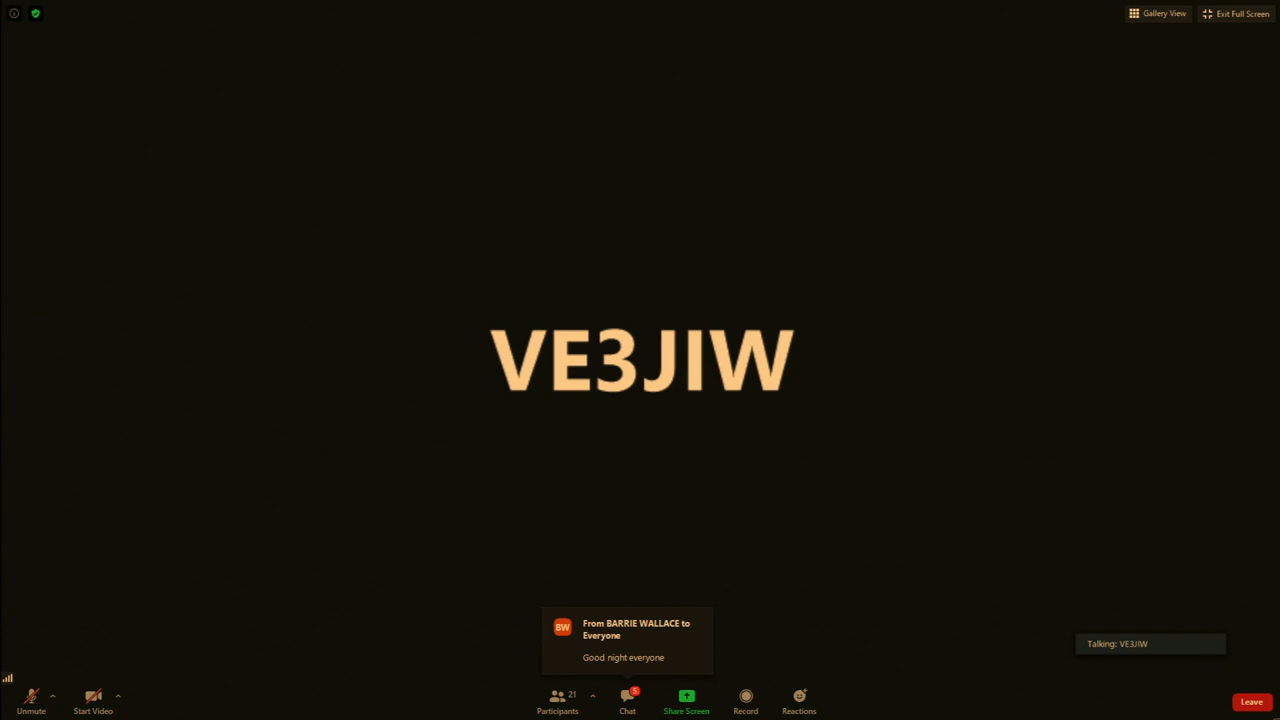 Gallery View
Exit Full Screen
VE3JIW
BW
From BARRIE WALLACE to
Everyone
Good night everyone
Talking: VE3JIW
Unmute
Start Video
Participants
21
Chat
5
Share Screen
Record
Reactions
Leave